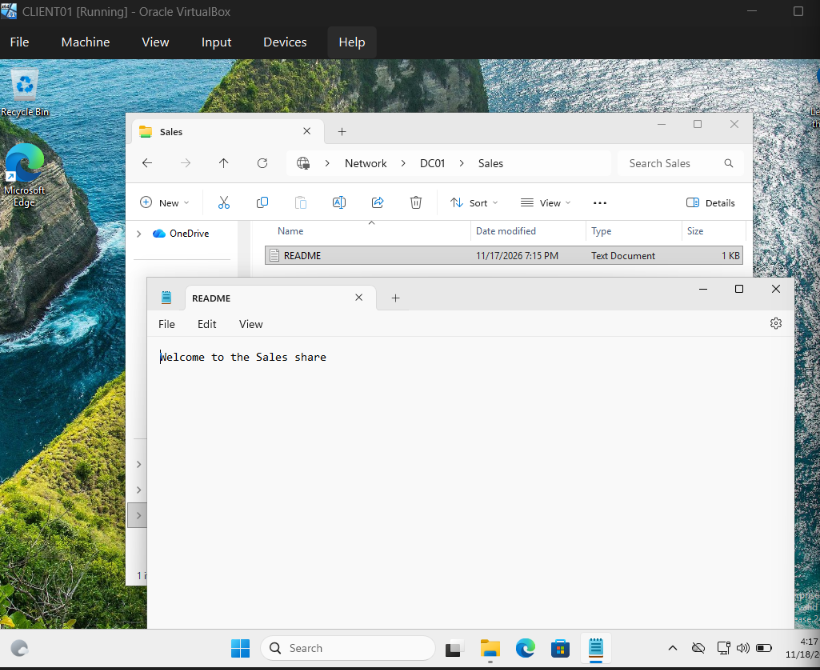 CLIENT01 [Running] - Oracle VirtualBox
File Machine View Input Devices Help
Recycle Bin
Microsoft
Edge
Sales
Network > DC01 > Sales
Search Sales
New
Sort
View
Details
OneDrive
Name Date modified Type Size
README 11/17/2026 7:15 PM Text Document 1 KB
README
File Edit View
Welcome to the Sales share
Search
4:17
11/18/2